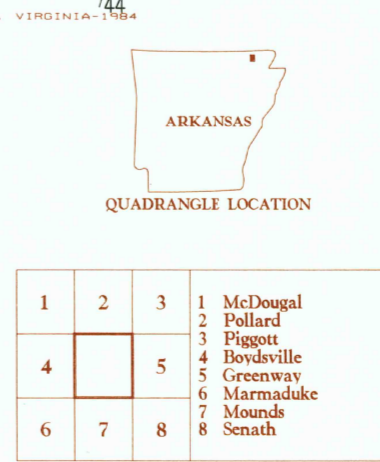 744
VIRGINIA-1984
ARKANSAS
QUADRANGLE LOCATION
1 2 3
4 5
6 7 8
1 McDougal
2 Pollard
3 Piggott
4 Boydsville
5 Greenway
6 Marmaduke
7 Mounds
8 Senath